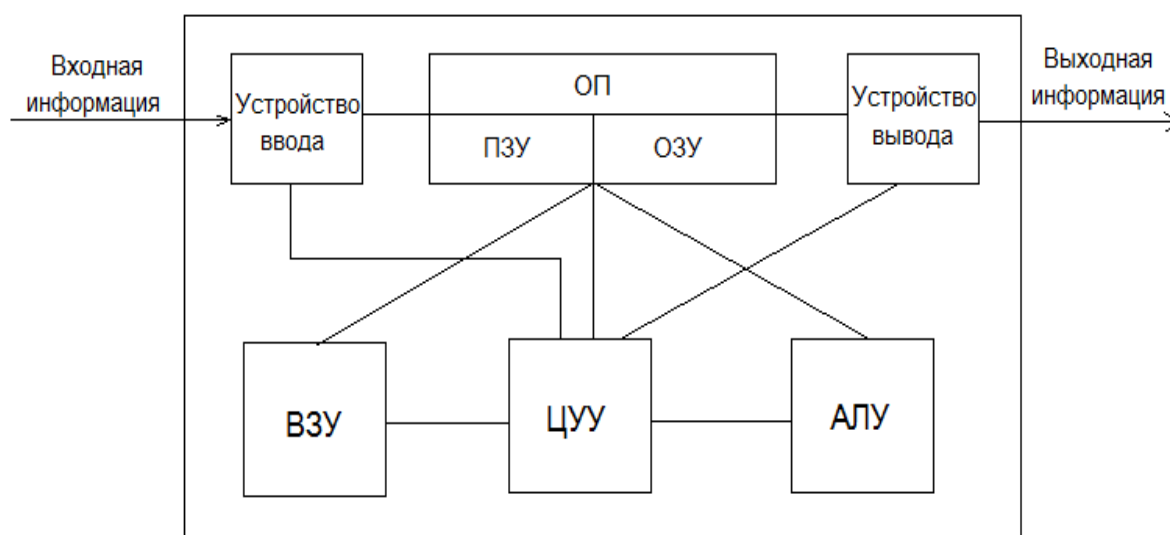 Входная
информация
Устройство
ввода
ОП
ПЗУ
ОЗУ
Устройство
вывода
Выходная
информация
ВЗУ
ЦУУ
АЛУ